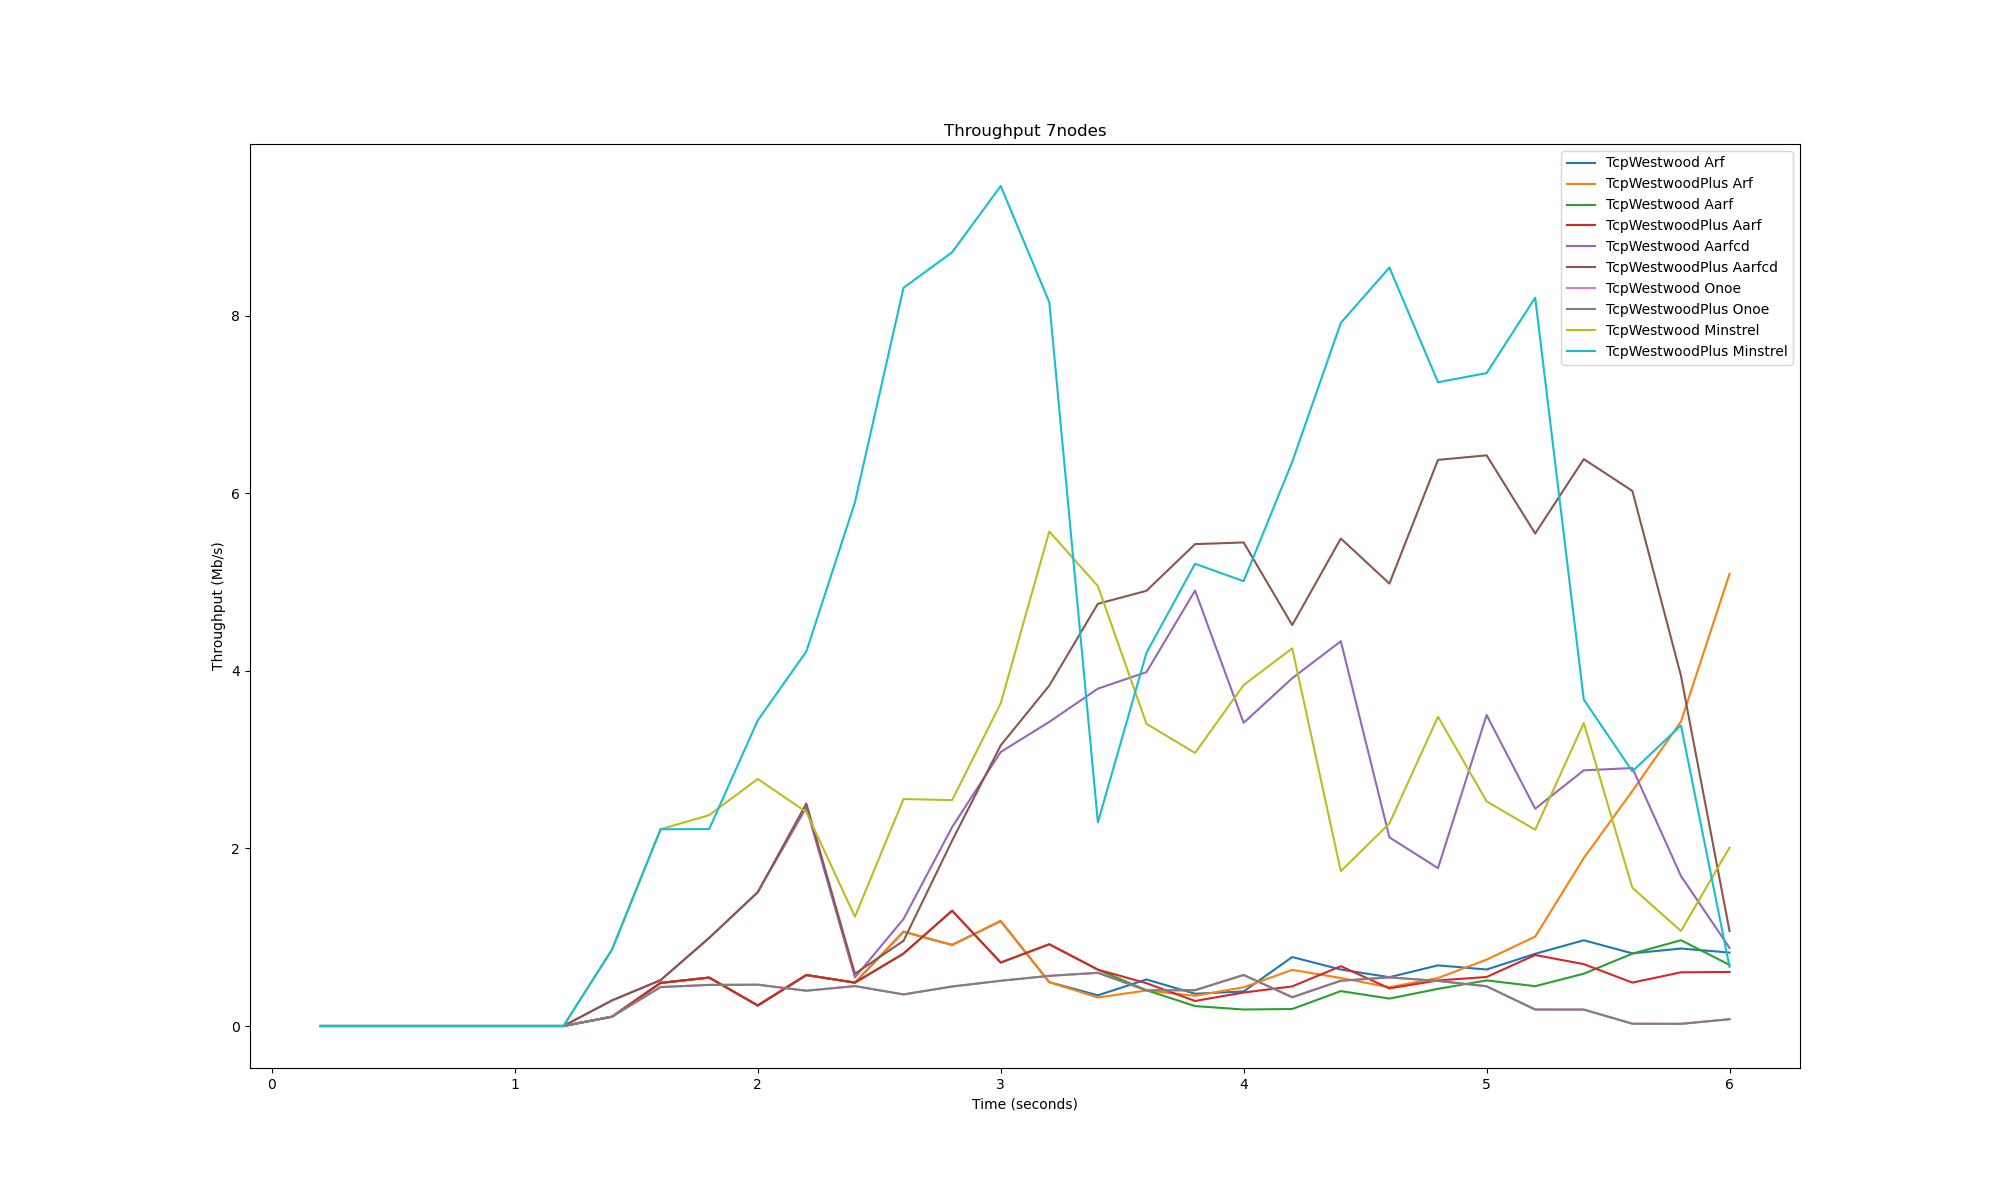 Throughput 7nodes
TcpWestwood Arf
TcpWestwoodPlus Arf
TcpWestwood Aarf
TcpWestwoodPlus Aarf
TcpWestwood Aarfcd
TcpWestwoodPlus Aarfcd
TcpWestwood Onoe
TcpWestwoodPlus Onoe
TcpWestwood Minstrel
TcpWestwoodPlus Minstrel
Throughput (Mb/s)
8
6
4
2
0
0 1 2 3 4 5 6
Time (seconds)